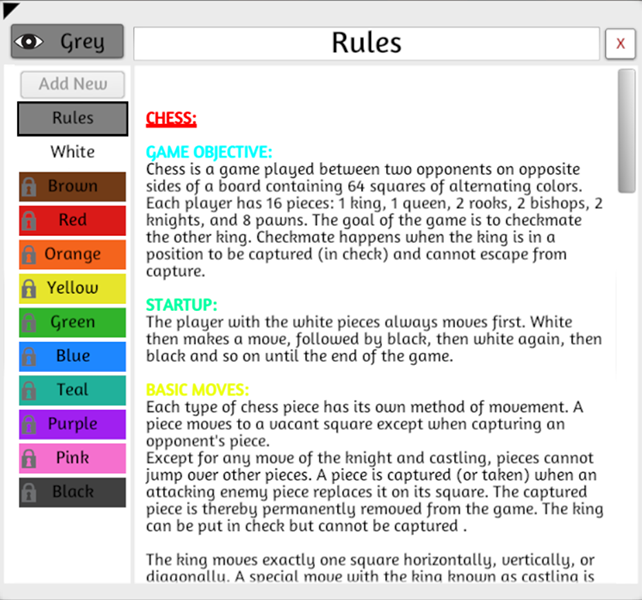 Grey
Rules
X
Add New
Rules
White
Brown
Red
Orange
Yellow
Green
Blue
Teal
Purple
Pink
Black
CHESS:
GAME OBJECTIVE:
Chess is a game played between two opponents on opposite
sides of a board containing 64 squares of alternating colors.
Each player has 16 pieces: 1 king, 1 queen, 2 rooks, 2 bishops, 2
knights, and 8 pawns. The goal of the game is to checkmate
the other king. Checkmate happens when the king is in a
position to be captured (in check) and cannot escape from
capture.
STARTUP:
The player with the white pieces always moves first. White
then makes a move, followed by black, then white again, then
black and so on until the end of the game.
BASIC MOVES:
Each type of chess piece has its own method of movement. A
piece moves to a vacant square except when capturing an
opponent's piece.
Except for any move of the knight and castling, pieces cannot
jump over other pieces. A piece is captured (or taken) when an
attacking enemy piece replaces it on its square. The captured
piece is thereby permanently removed from the game. The king
can be put in check but cannot be captured .
The king moves exactly one square horizontally, vertically, or
diagonally. A special move with the king known as castling is